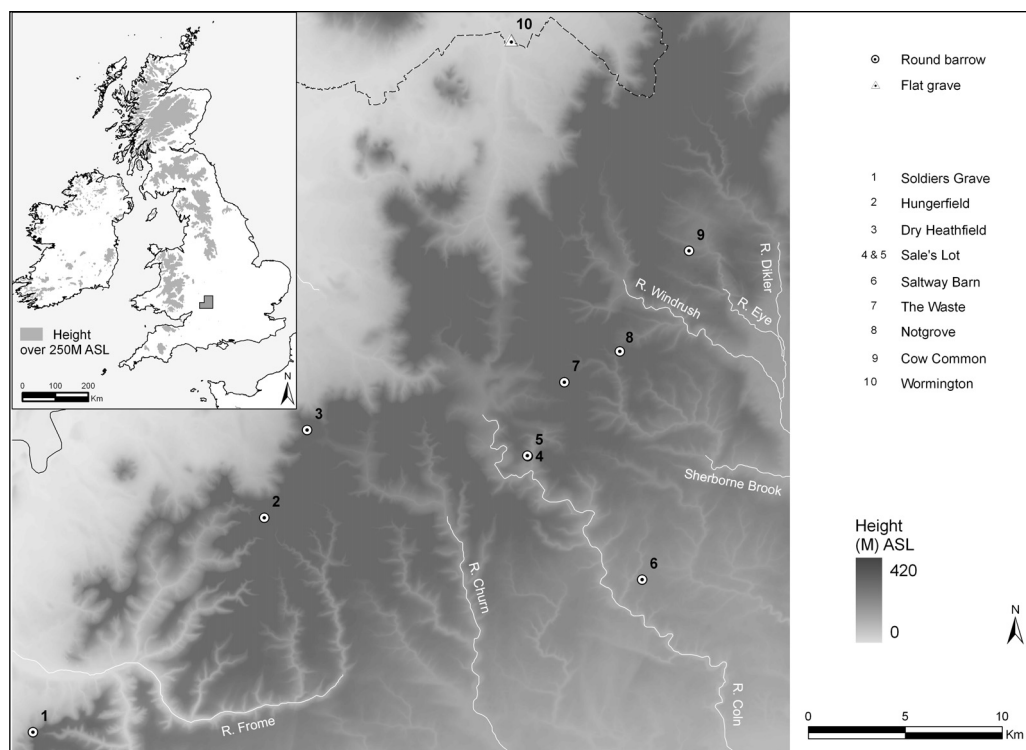 Height
over 250M ASL
0 100 200
Km
N
10
9
8
7
3
5
4
2
6
1
R. Dikler
R. Eye
R. Windrush
Sherborne Brook
R. Churn
R. Coln
R. Frome
Round barrow
Flat grave
1 Soldiers Grave
2 Hungerfield
3 Dry Heathfield
4 & 5 Sale's Lot
6 Saltway Barn
7 The Waste
8 Notgrove
9 Cow Common
10 Wormington
Height
(M) ASL
420
0
N
0 5 10
Km